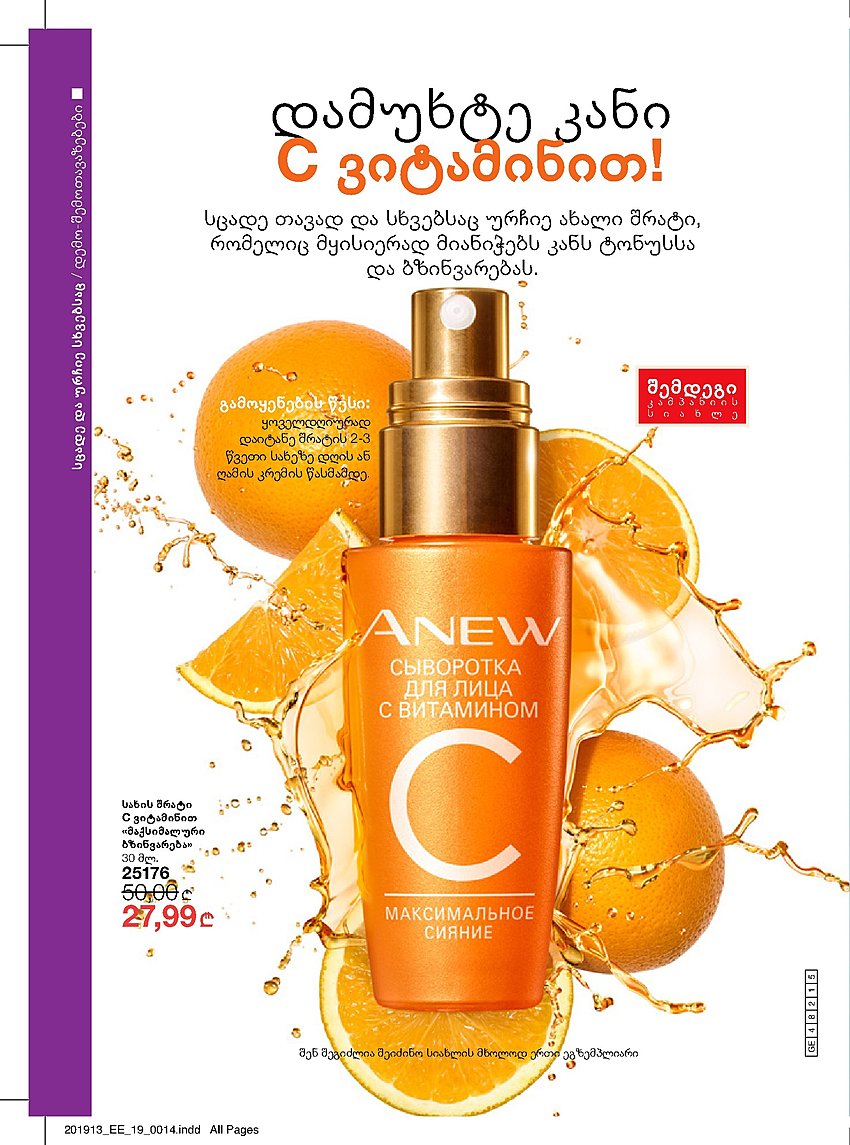 დამუხტე კანი
C ვიტამინით!
სცადე თავად და სხვებსაც ურჩიე ახალი შრატი,
რომელიც მყისიერად მიანიჭებს კანს ტონუსსა
და ბზინვარებას.
სცადე და ურჩიე სხვებსაც / დემო-შემოთავაზებები
შემდეგი
კამპანიის
სიახლე
გამოყენების წესი:
ყოველდღიურად
დაიტანე შრატის 2-3
წვეთი სახეზე დღის ან
ღამის კრემის წასმამდე.
ANEW
СЫВОРОТКА
ДЛЯ ЛИЦА
С ВИТАМИНОМ
C
МАКСИМАЛЬНОЕ
СИЯНИЕ
სახის შრატი
C ვიტამინით
«მაქსიმალური
ბზინვარება»
30 მლ.
25176
50,00 ₾
27,99 ₾
GE 4 8 2 1 5
შენ შეგიძლია შეიძინო სიახლის მხოლოდ ერთი ეგზემპლიარი
201913_EE_19_0014.indd All Pages